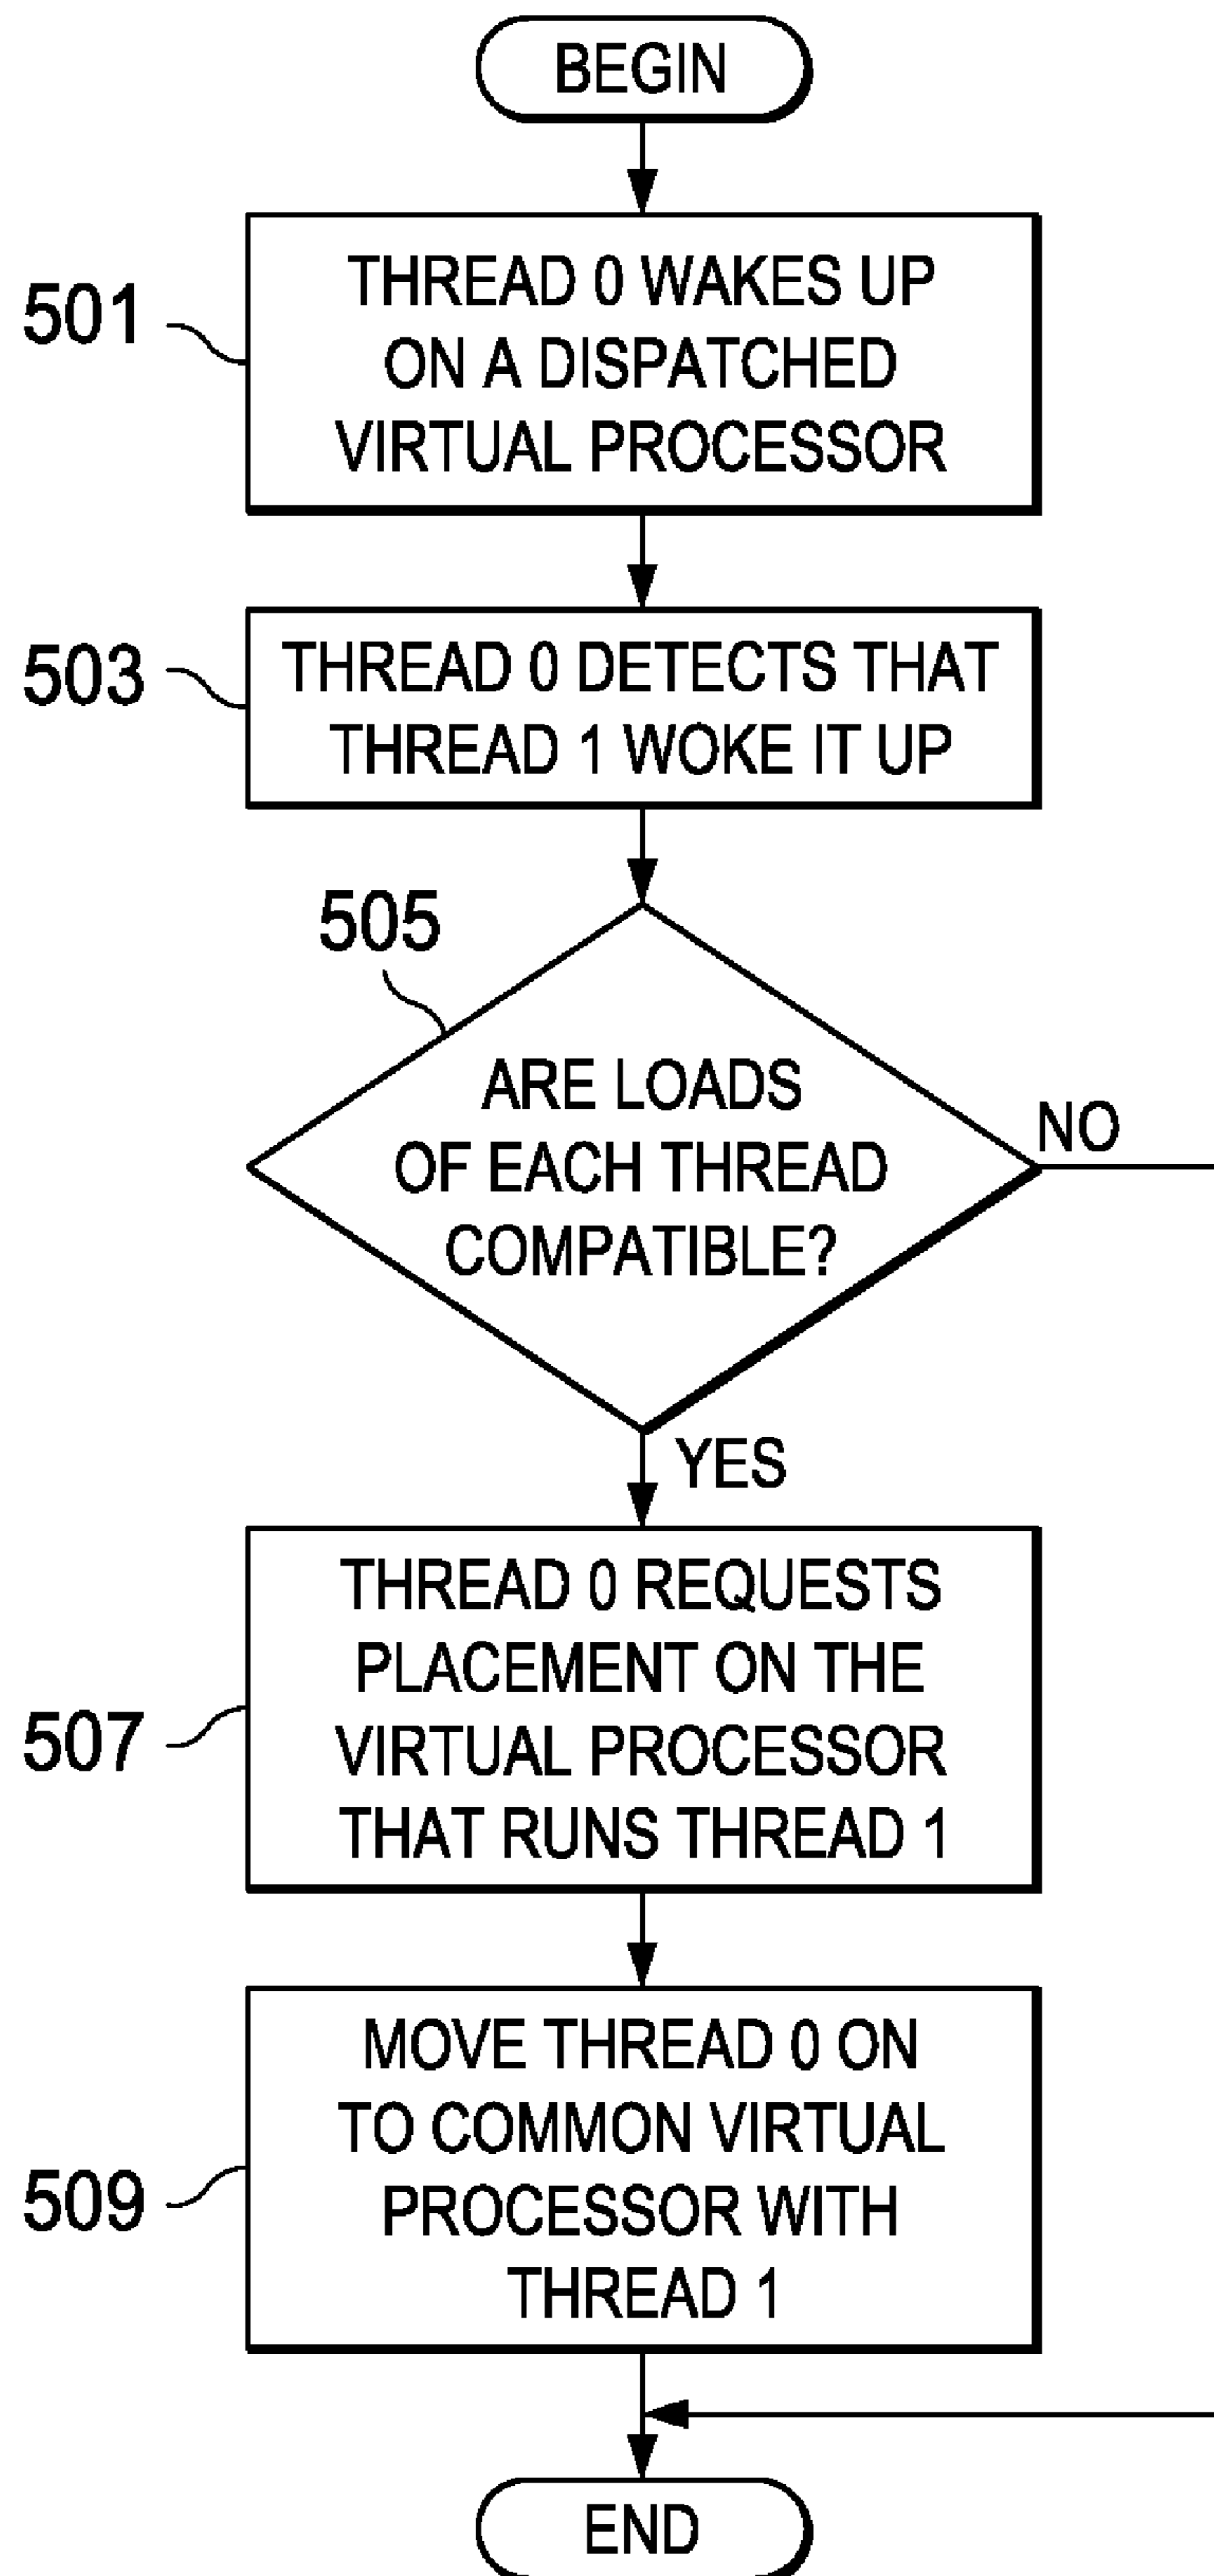 BEGIN
501
THREAD 0 WAKES UP
ON A DISPATCHED
VIRTUAL PROCESSOR
503
THREAD 0 DETECTS THAT
THREAD 1 WOKE IT UP
505
ARE LOADS
OF EACH THREAD
COMPATIBLE?
NO
YES
507
THREAD 0 REQUESTS
PLACEMENT ON THE
VIRTUAL PROCESSOR
THAT RUNS THREAD 1
509
MOVE THREAD 0 ON
TO COMMON VIRTUAL
PROCESSOR WITH
THREAD 1
END